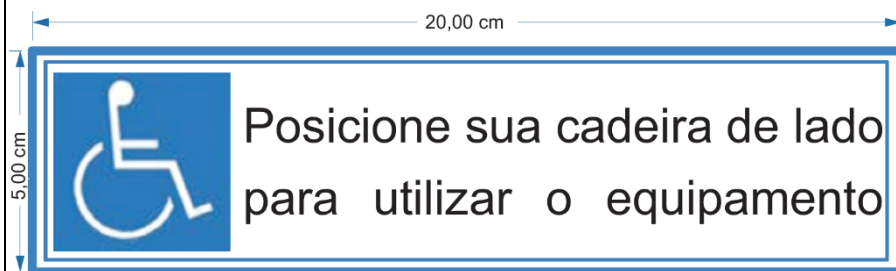 20,00 cm
5,00 cm
Posicione sua cadeira de lado
para utilizar o equipamento